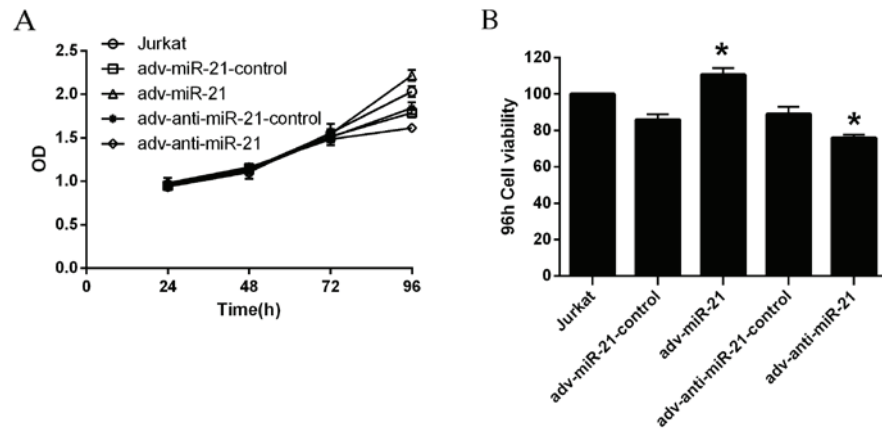 A
Jurkat
adv-miR-21-control
adv-miR-21
adv-anti-miR-21-control
adv-anti-miR-21
2.5
2.0
1.5
1.0
0.5
0.0
OD
0 24 48 72 96
Time(h)
B
120
100
80
60
40
20
0
96h Cell viability
* *
Jurkat
adv-miR-21-control
adv-miR-21
adv-anti-miR-21-control
adv-anti-miR-21